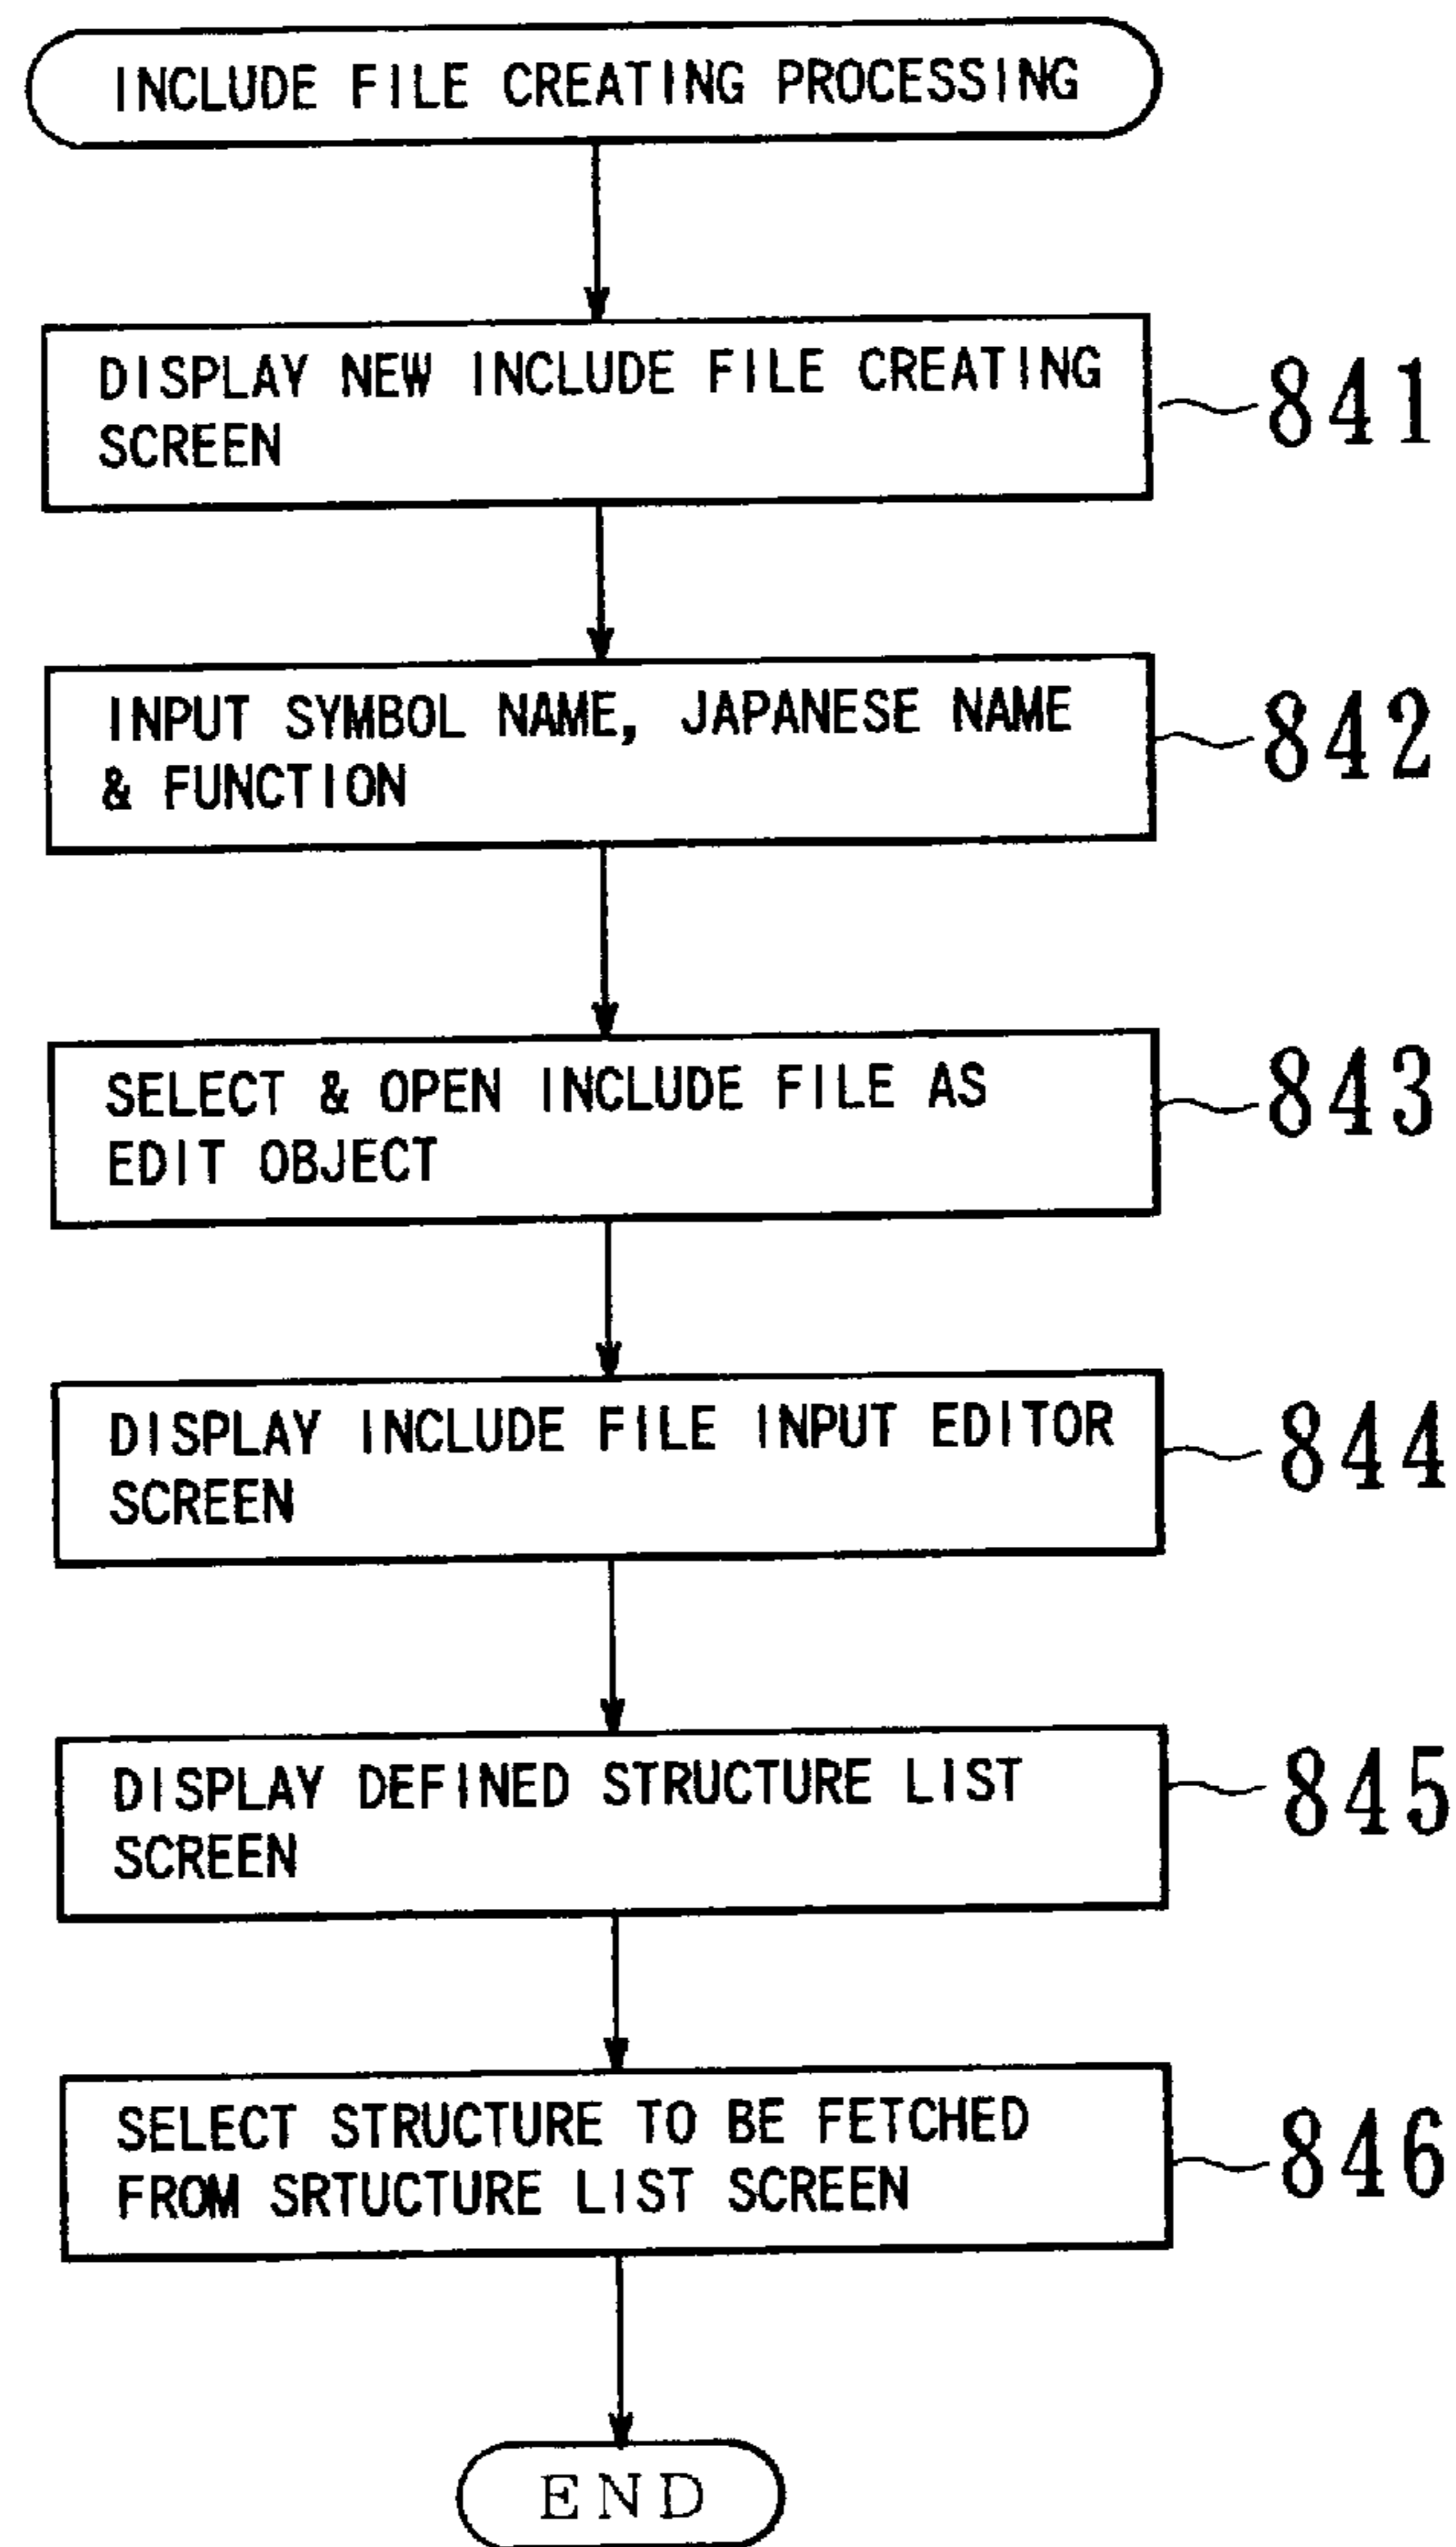 INCLUDE FILE CREATING PROCESSING
DISPLAY NEW INCLUDE FILE CREATING
SCREEN
841
INPUT SYMBOL NAME, JAPANESE NAME
& FUNCTION
842
SELECT & OPEN INCLUDE FILE AS
EDIT OBJECT
843
DISPLAY INCLUDE FILE INPUT EDITOR
SCREEN
844
DISPLAY DEFINED STRUCTURE LIST
SCREEN
845
SELECT STRUCTURE TO BE FETCHED
FROM SRTUCTURE LIST SCREEN
846
END